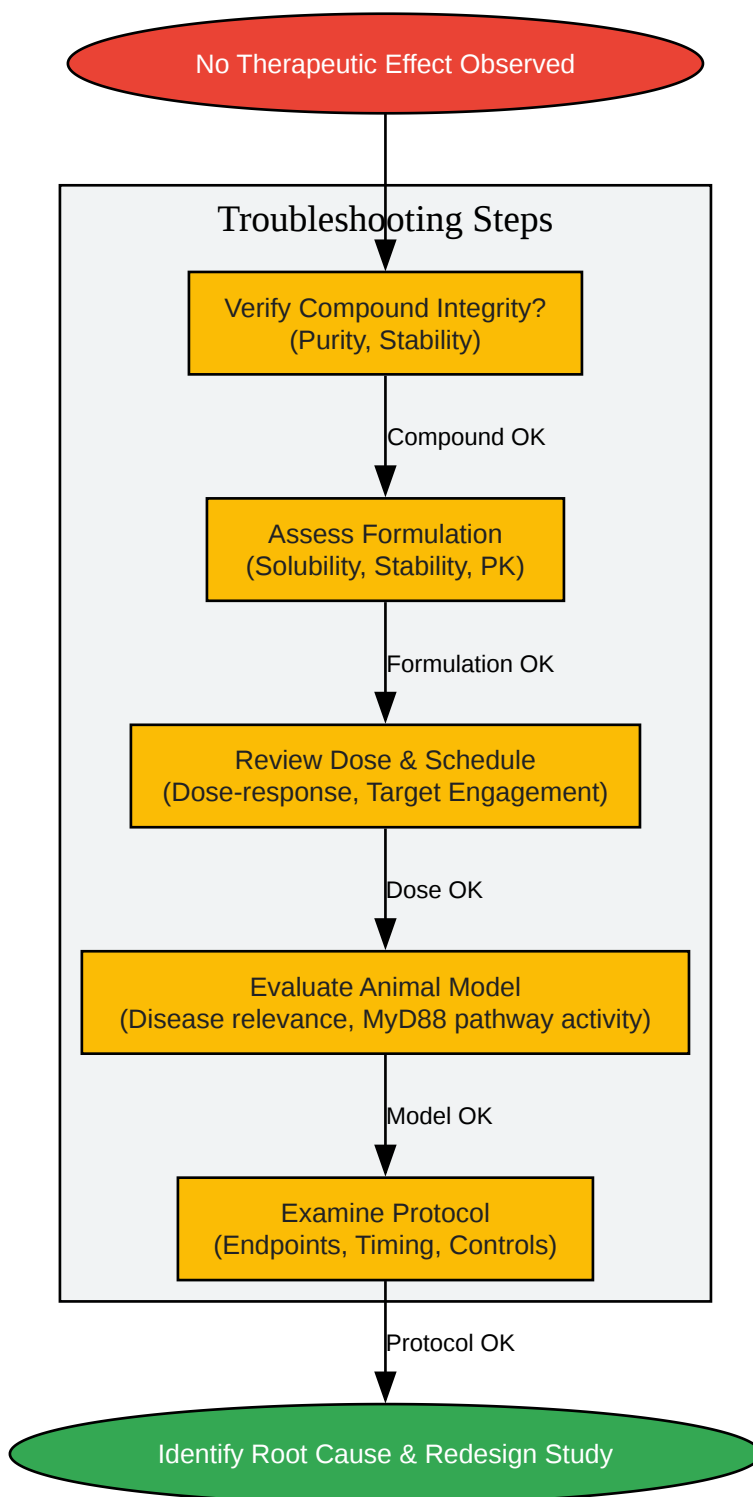 No Therapeutic Effect Observed
Troubleshooting Steps
Verify Compound Integrity?
(Purity, Stability)
Compound OK
Assess Formulation
(Solubility, Stability, PK)
Formulation OK
Review Dose & Schedule
(Dose-response, Target Engagement)
Dose OK
Evaluate Animal Model
(Disease relevance, MyD88 pathway activity)
Model OK
Examine Protocol
(Endpoints, Timing, Controls)
Protocol OK
Identify Root Cause & Redesign Study